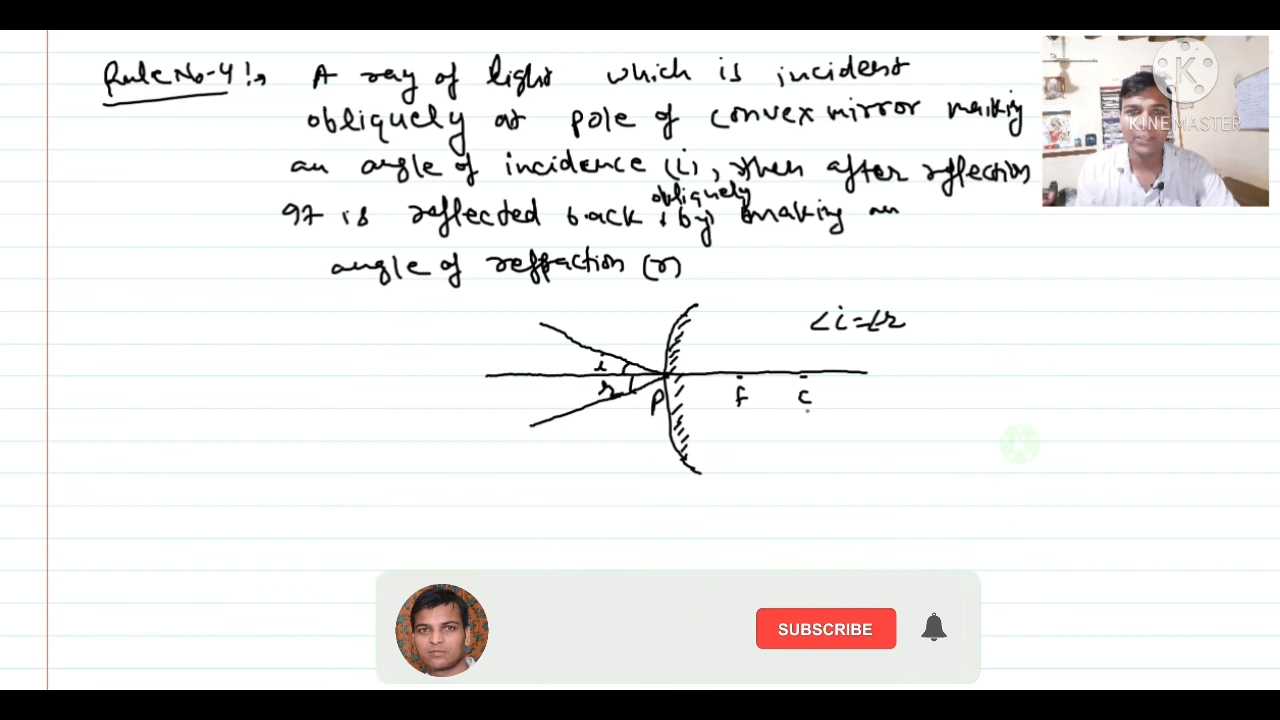 Rule No-4 :→ A ray of light which is incident
obliquely at pole of convex mirror making
an angle of incidence (i), then after reflection
It is reflected back obliquely by making an
angle of reffraction (r)
∠i=∠r
i
r
P
F
C
KINEMASTER
K
SUBSCRIBE